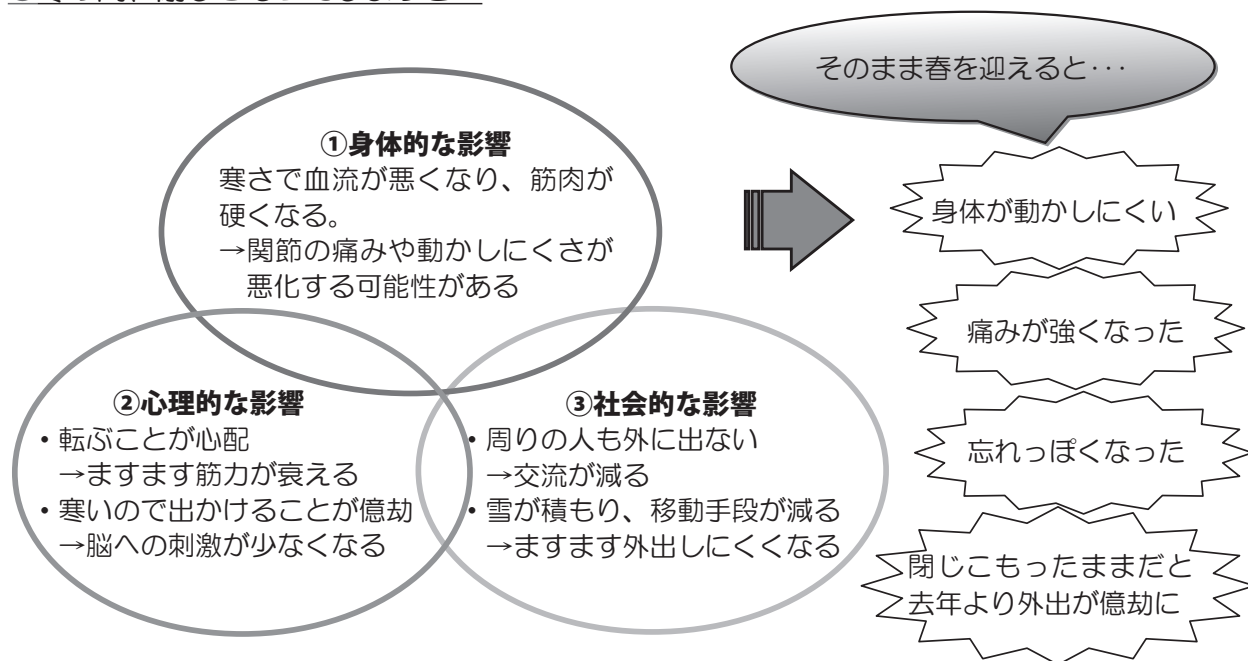 そのまま春を迎えると…
①身体的な影響
寒さで血流が悪くなり、筋肉が
硬くなる。
→関節の痛みや動かしにくさが
悪化する可能性がある
②心理的な影響
・転ぶことが心配
→ますます筋力が衰える
・寒いので出かけることが億劫
→脳への刺激が少なくなる
③社会的な影響
・周りの人も外に出ない
→交流が減る
・雪が積もり、移動手段が減る
→ますます外出しにくくなる
身体が動かしにくい
痛みが強くなった
忘れっぽくなった
閉じこもったままだと
去年より外出が億劫に